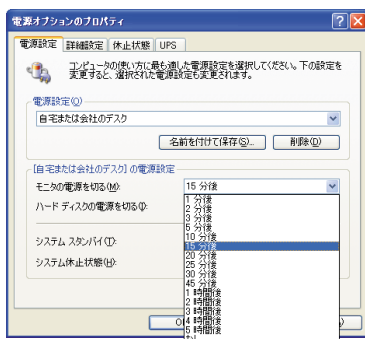 電源オプションのプロパティ
電源設定 詳細設定 休止状態 UPS
コンピュータの使い方に最も適した電源設定を選択してください。下の設定を
変更すると、選択された電源設定も変更されます。
電源設定(O)
自宅または会社のデスク
名前を付けて保存(S)... 削除(D)
[自宅または会社のデスク] の電源設定
モニタの電源を切る(M): 15 分後
ハード ディスクの電源を切る(I):
システム スタンバイ(T):
システム休止状態(H):
1 分後
2 分後
3 分後
5 分後
10 分後
15 分後
20 分後
25 分後
30 分後
45 分後
1 時間後
2 時間後
3 時間後
4 時間後
5 時間後
なし